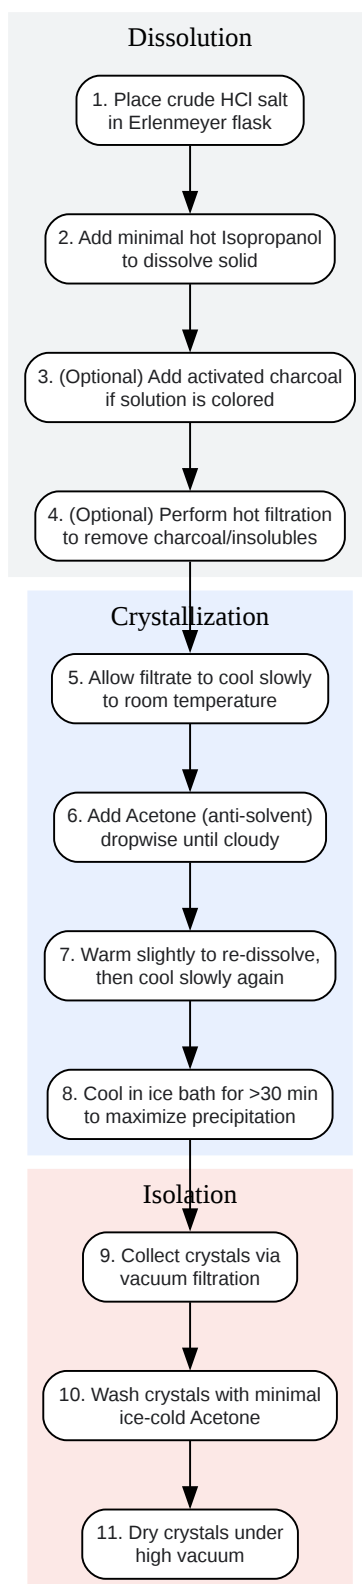 Dissolution
1. Place crude HCl salt
in Erlenmeyer flask
2. Add minimal hot Isopropanol
to dissolve solid
3. (Optional) Add activated charcoal
if solution is colored
4. (Optional) Perform hot filtration
to remove charcoal/insolubles
Crystallization
5. Allow filtrate to cool slowly
to room temperature
6. Add Acetone (anti-solvent)
dropwise until cloudy
7. Warm slightly to re-dissolve,
then cool slowly again
8. Cool in ice bath for >30 min
to maximize precipitation
Isolation
9. Collect crystals via
vacuum filtration
10. Wash crystals with minimal
ice-cold Acetone
11. Dry crystals under
high vacuum